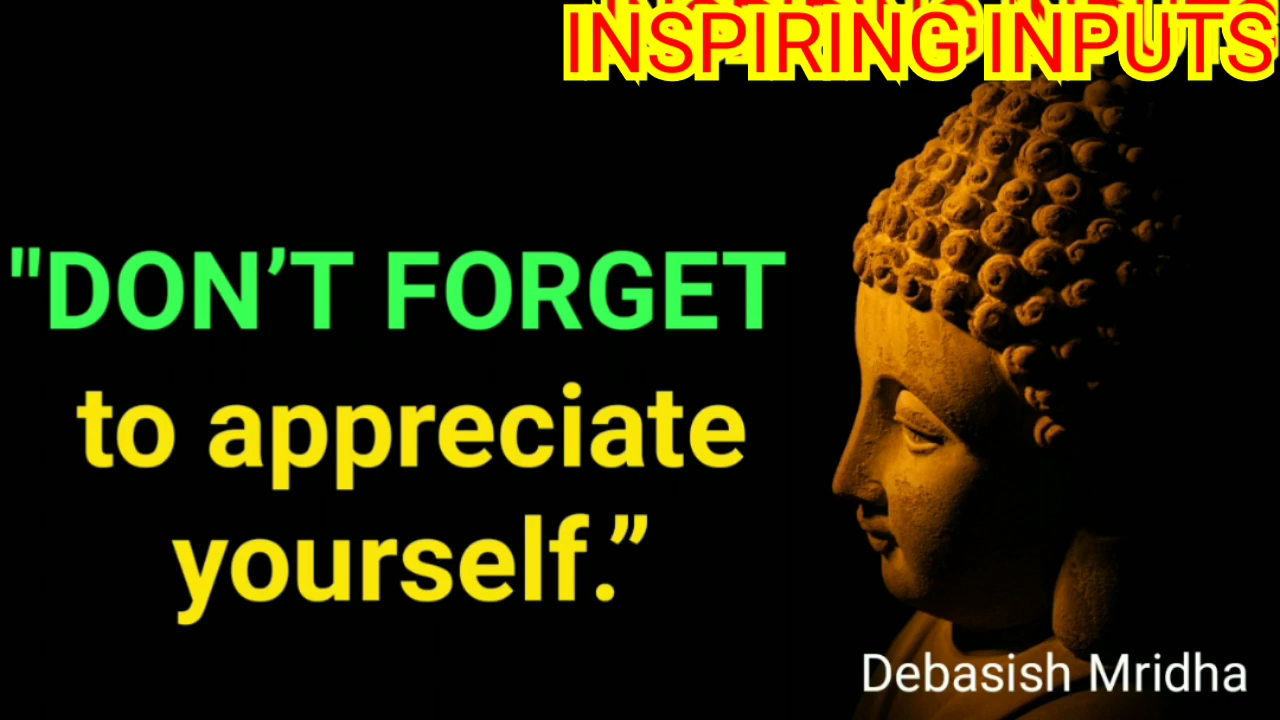 INSPIRING INPUTS
"DON’T FORGET
to appreciate
yourself.”
Debasish Mridha